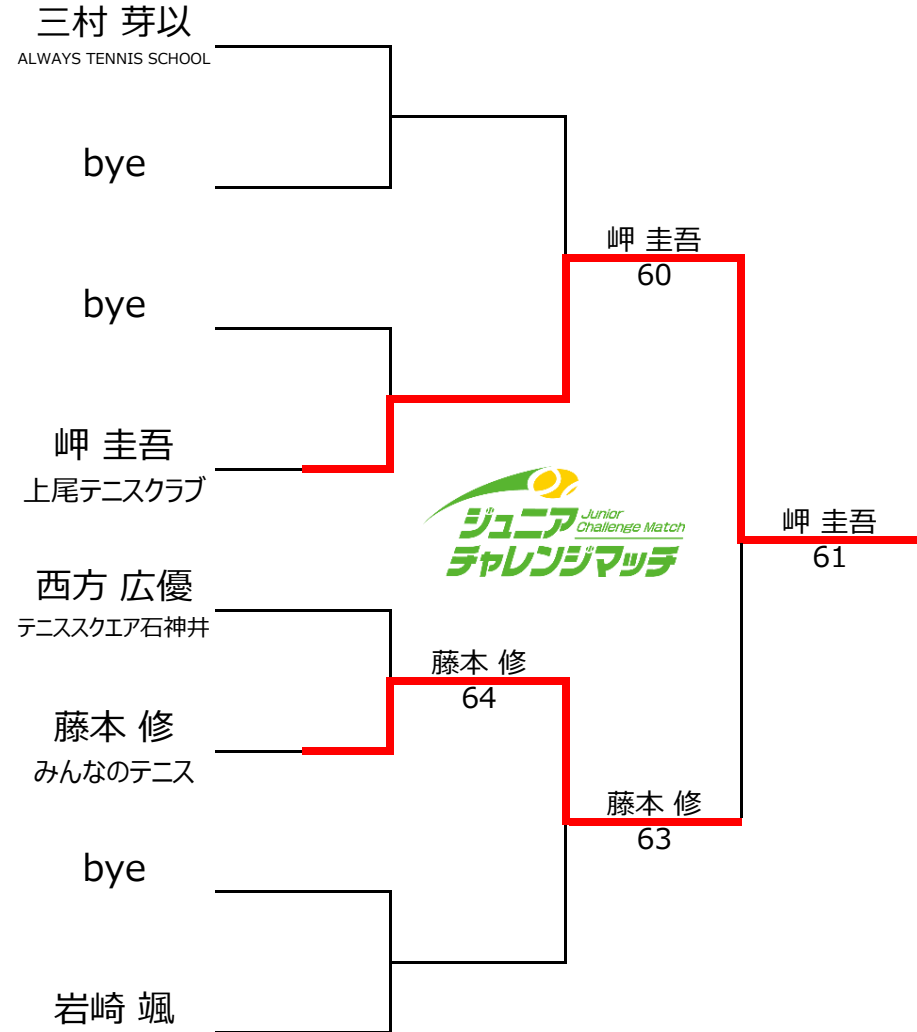 三村 芽以
ALWAYS TENNIS SCHOOL
bye
bye
岬 圭吾
60
岬 圭吾
上尾テニスクラブ
ジュニア
Junior
Challenge Match
チャレンジマッチ
岬 圭吾
61
西方 広優
テニススクエア石神井
藤本 修
64
藤本 修
みんなのテニス
藤本 修
63
bye
岩崎 颯